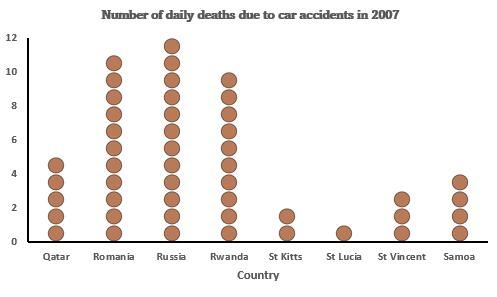 Number of daily deaths due to car accidents in 2007
12
10
8
6
4
2
0
Qatar Romania Russia Rwanda St Kitts St Lucia St Vincent Samoa
Country